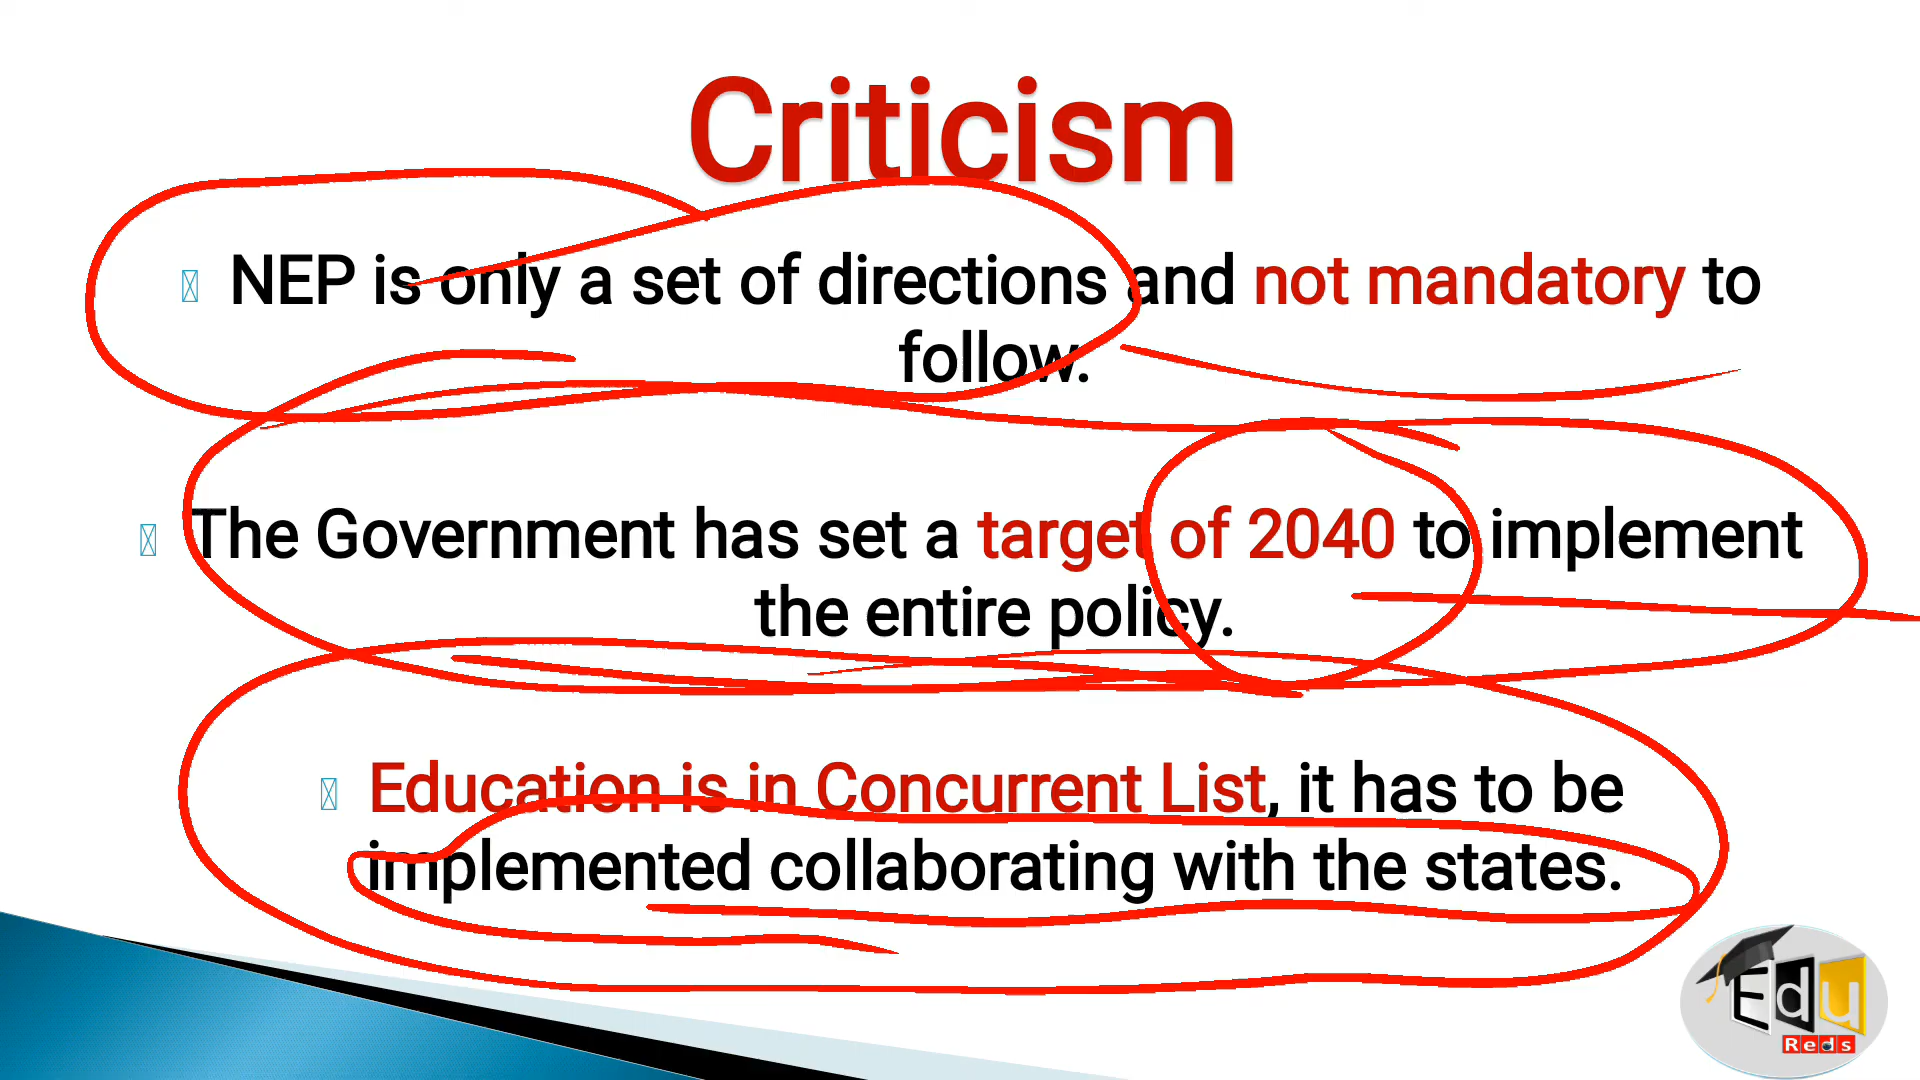 Criticism
NEP is only a set of directions and not mandatory to
follow.
The Government has set a target of 2040 to implement
the entire policy.
Education is in Concurrent List, it has to be
implemented collaborating with the states.
Edu
Reds